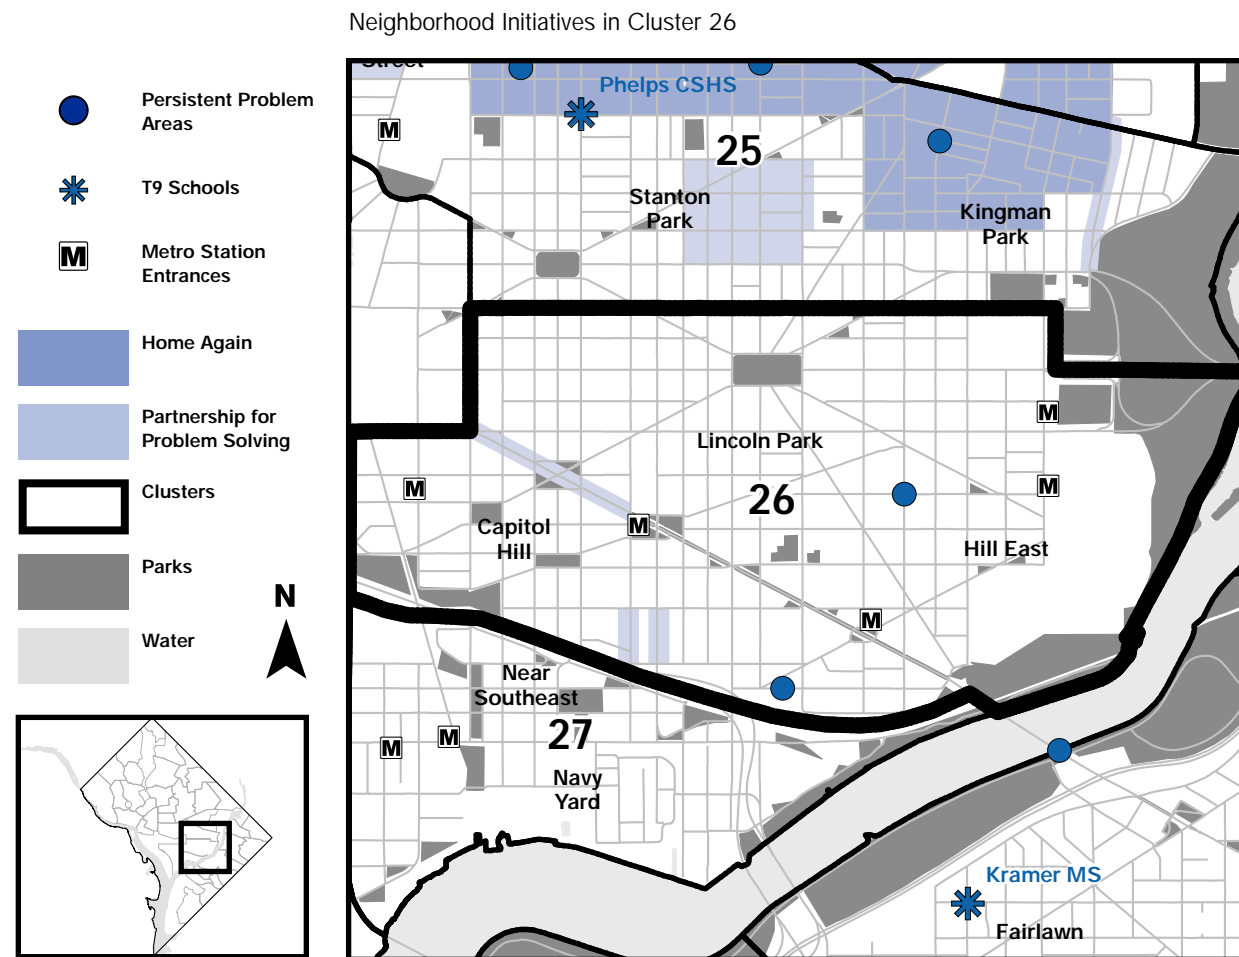 Neighborhood Initiatives in Cluster 26
Persistent Problem
Areas
T9 Schools
M
Metro Station
Entrances
Home Again
Partnership for
Problem Solving
Clusters
Parks
Water
N
Street
Phelps CSHS
M
25
Stanton
Park
Kingman
Park
M
Lincoln Park
M
M
26
Capitol
Hill
M
Hill East
M
Near
Southeast
27
M
M
Navy
Yard
Kramer MS
Fairlawn